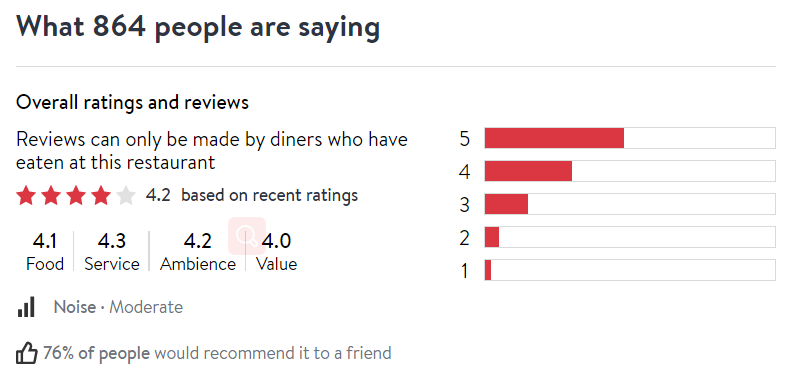 What 864 people are saying
Overall ratings and reviews
Reviews can only be made by diners who have
eaten at this restaurant
4.2 based on recent ratings
4.1 4.3 4.2 4.0
Food Service Ambience Value
Noise · Moderate
76% of people would recommend it to a friend
5
4
3
2
1